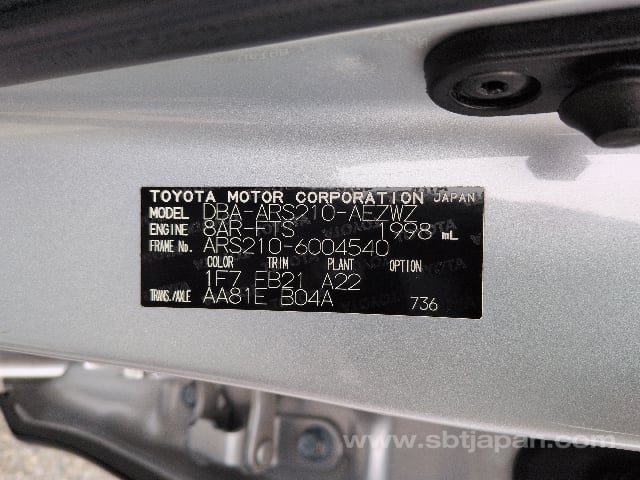 TOYOTA MOTOR CORPORATION JAPAN
MODEL DBA-ARS210-AEZWZ
ENGINE 8AR-FTS 1998 mL
FRAME No. ARS210-6004540
COLOR TRIM PLANT OPTION
1F7 FB21 A22
TRANS./AXLE AA81E B04A 736
www.sbtjapan.com